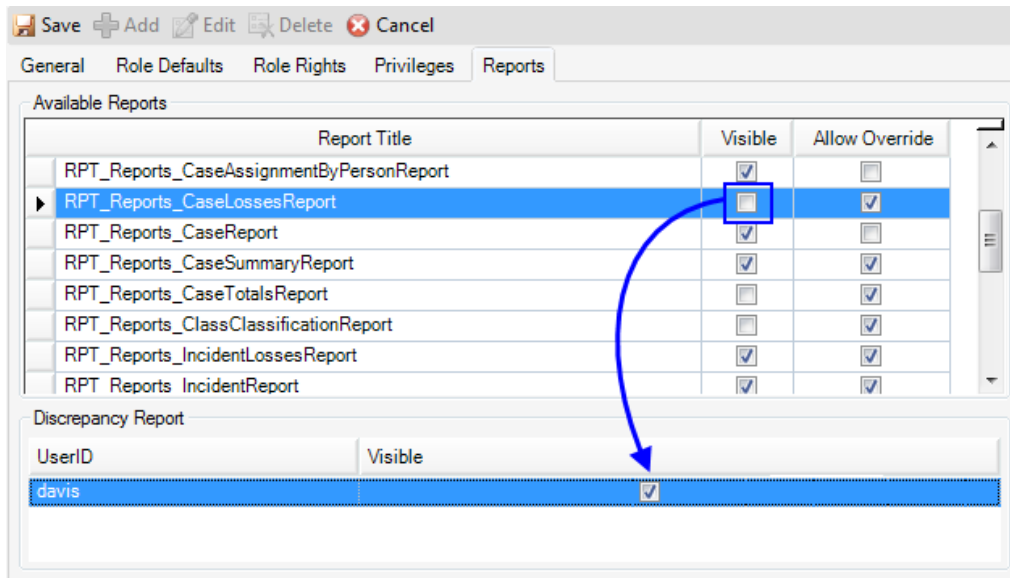 Save Add Edit Delete Cancel
General Role Defaults Role Rights Privileges Reports
Available Reports
Report Title Visible Allow Override
RPT_Reports_CaseAssignmentByPersonReport
RPT_Reports_CaseLossesReport
RPT_Reports_CaseReport
RPT_Reports_CaseSummaryReport
RPT_Reports_CaseTotalsReport
RPT_Reports_ClassClassificationReport
RPT_Reports_IncidentLossesReport
RPT_Reports_IncidentReport
Discrepancy Report
UserID Visible
davis